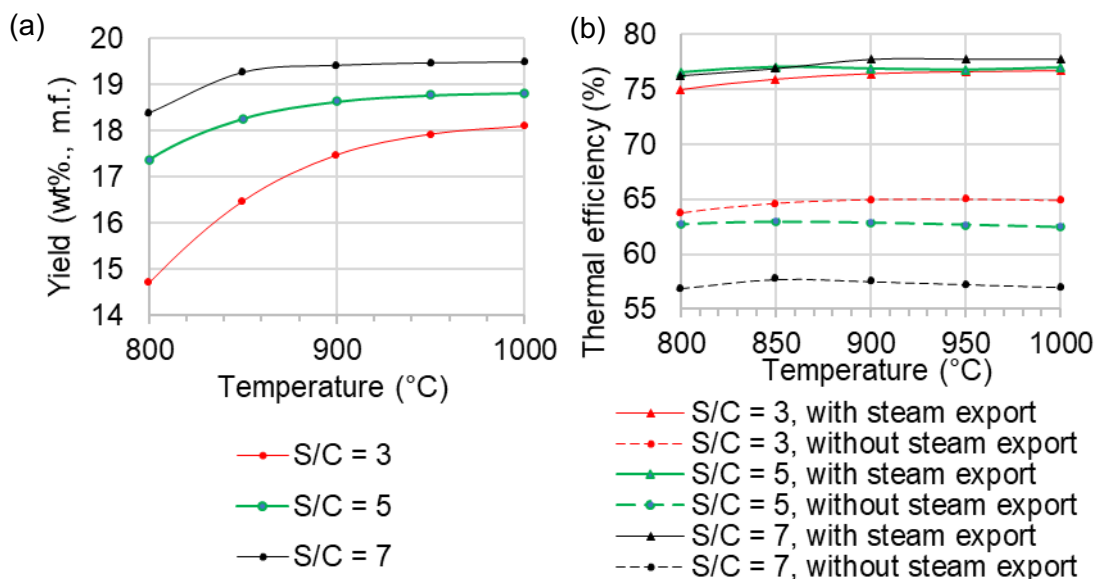 (a)
Yield (wt%., m.f.)
20
19
18
17
16
15
14
800 900 1000
Temperature (°C)
S/C = 3
S/C = 5
S/C = 7
(b)
Thermal efficiency (%)
80
75
70
65
60
55
800 850 900 950 1000
Temperature (°C)
S/C = 3, with steam export
S/C = 3, without steam export
S/C = 5, with steam export
S/C = 5, without steam export
S/C = 7, with steam export
S/C = 7, without steam export